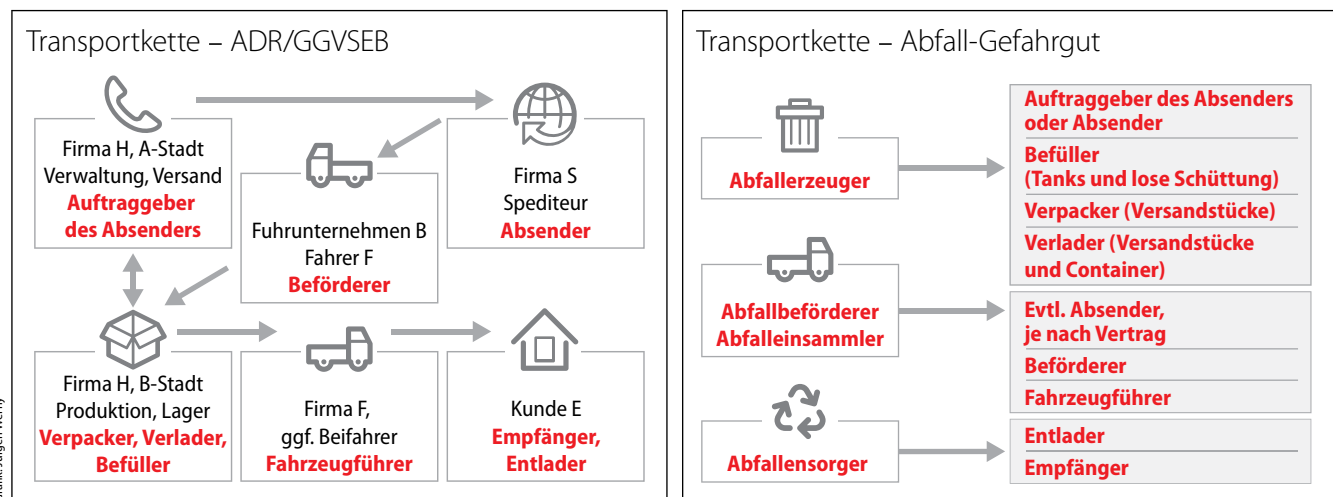 Transportkette – ADR/GGVSEB
Firma H, A-Stadt
Verwaltung, Versand
Auftraggeber
des Absenders
Fuhrunternehmen B
Fahrer F
Beförderer
Firma S
Spediteur
Absender
Firma H, B-Stadt
Produktion, Lager
Verpacker, Verlader,
Befüller
Firma F,
ggf. Beifahrer
Fahrzeugführer
Kunde E
Empfänger,
Entlader
Transportkette – Abfall-Gefahrgut
Abfallerzeuger
Auftraggeber des Absenders
oder Absender
Befüller
(Tanks und lose Schüttung)
Verpacker (Versandstücke)
Verlader (Versandstücke
und Container)
Abfallbeförderer
Abfalleinsammler
Evtl. Absender,
je nach Vertrag
Beförderer
Fahrzeugführer
Abfallensorger
Entlader
Empfänger